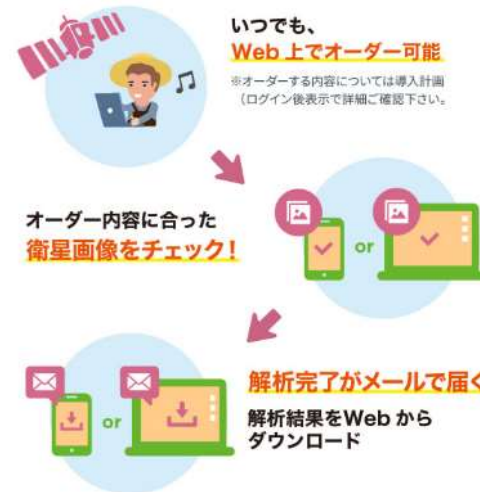 いつでも、
Web 上でオーダー可能
※オーダーする内容については導入計画
（ログイン後表示で詳細ご確認下さい。
オーダー内容に合った
衛星画像をチェック！
or
解析完了がメールで届く
or
解析結果をWeb から
ダウンロード